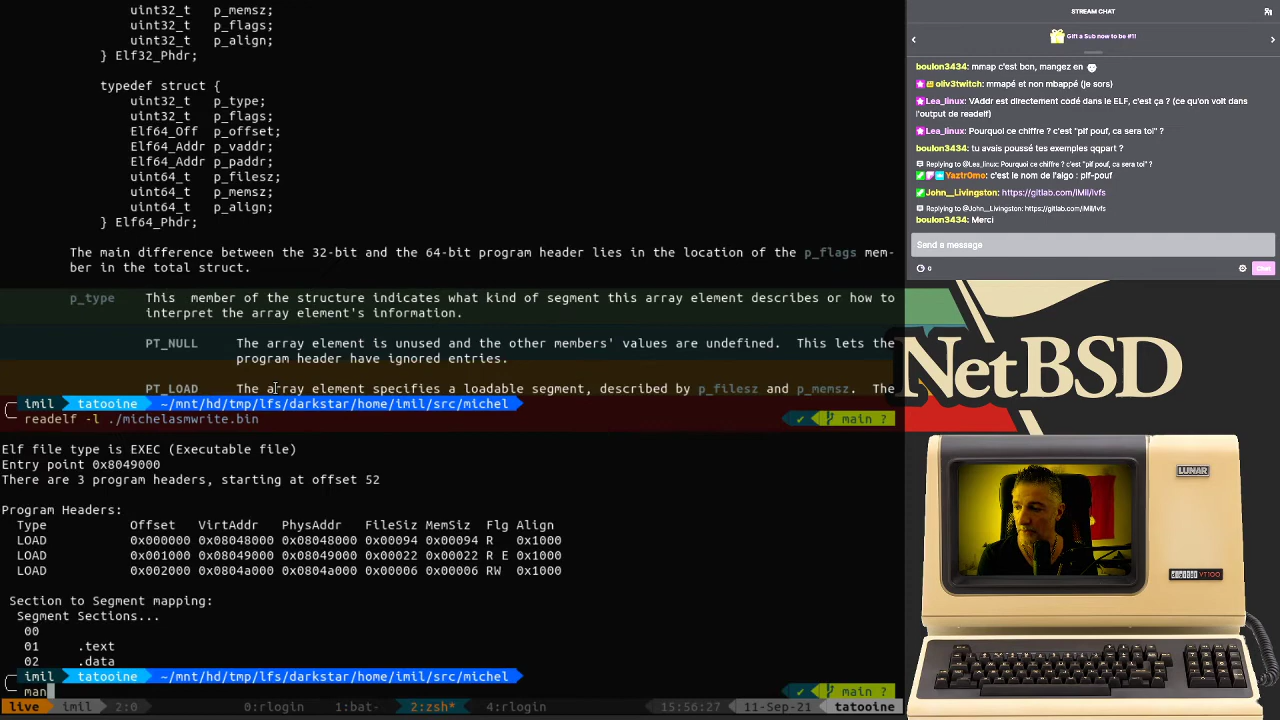 uint32_t   p_memsz;
uint32_t   p_flags;
uint32_t   p_align;
} Elf32_Phdr;
typedef struct {
uint32_t   p_type;
uint32_t   p_flags;
Elf64_Off  p_offset;
Elf64_Addr p_vaddr;
Elf64_Addr p_paddr;
uint64_t   p_filesz;
uint64_t   p_memsz;
uint64_t   p_align;
} Elf64_Phdr;
The main difference between the 32-bit and the 64-bit program header lies in the location of the p_flags mem-
ber in the total struct.
p_type    This  member of the structure indicates what kind of segment this array element describes or how to
interpret the array element's information.
PT_NULL     The array element is unused and the other members' values are undefined.  This lets the
program header have ignored entries.
PT_LOAD     The array element specifies a loadable segment, described by p_filesz and p_memsz.  The
imil   tatooine   ~/mnt/hd/tmp/lfs/darkstar/home/imil/src/michel
readelf -l ./michelasmwrite.bin   ✔   main ?
Elf file type is EXEC (Executable file)
Entry point 0x8049000
There are 3 program headers, starting at offset 52
Program Headers:
Type           Offset   VirtAddr   PhysAddr   FileSiz MemSiz  Flg Align
LOAD           0x000000 0x08048000 0x08048000 0x00094 0x00094 R   0x1000
LOAD           0x001000 0x08049000 0x08049000 0x00022 0x00022 R E 0x1000
LOAD           0x002000 0x0804a000 0x0804a000 0x00006 0x00006 RW  0x1000
Section to Segment mapping:
Segment Sections...
00
01     .text
02     .data
imil   tatooine   ~/mnt/hd/tmp/lfs/darkstar/home/imil/src/michel
man   ✔   main ?
live   imil   2:0   0:rlogin   1:bat-   2:zsh*   4:rlogin   15:56:27   11-Sep-21   tatooine
STREAM CHAT
Gift a Sub now to be #1!
boulon3434: mmap c'est bon, mangez en
oliv3twitch: mmapé et non mbappé (je sors)
Lea_linux: VAddr est directement codé dans le ELF, c'est ça ? (ce qu'on voit dans
l'output de readelf)
Lea_linux: Pourquoi ce chiffre ? c'est "pif pouf, ca sera toi" ?
boulon3434: tu avais poussé tes exemples qqpart ?
Replying to @Lea_linux: Pourquoi ce chiffre ? c'est "pif pouf, ca sera toi" ?
Yaztr0mo: c'est le nom de l'algo : pif-pouf
John__Livingston: https://gitlab.com/iMil/lvfs
Replying to @John__Livingston: https://gitlab.com/iMil/lvfs
boulon3434: Merci
Send a message
0
Chat
NetBSD
LUNAR
digital VT100